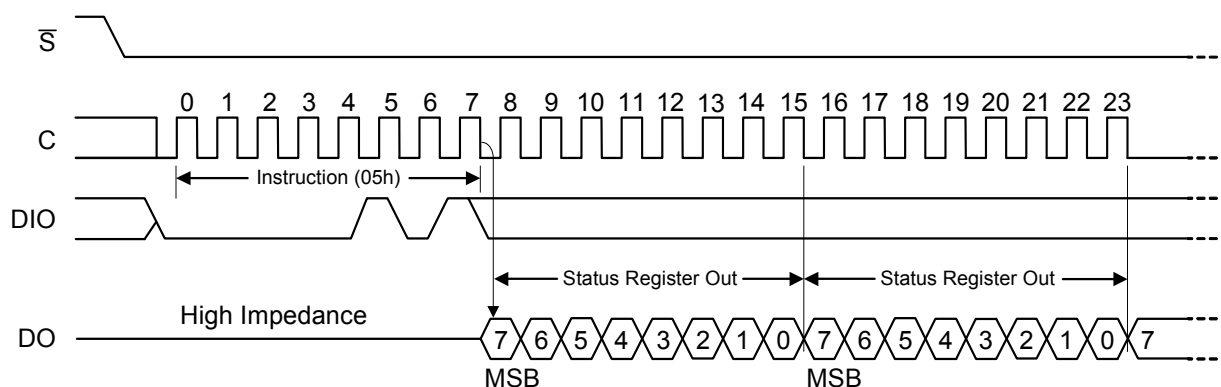 S̅
0 1 2 3 4 5 6 7 8 9 10 11 12 13 14 15 16 17 18 19 20 21 22 23
C
Instruction (05h)
DIO
Status Register Out Status Register Out
High Impedance
DO 7 6 5 4 3 2 1 0 7 6 5 4 3 2 1 0 7
MSB MSB